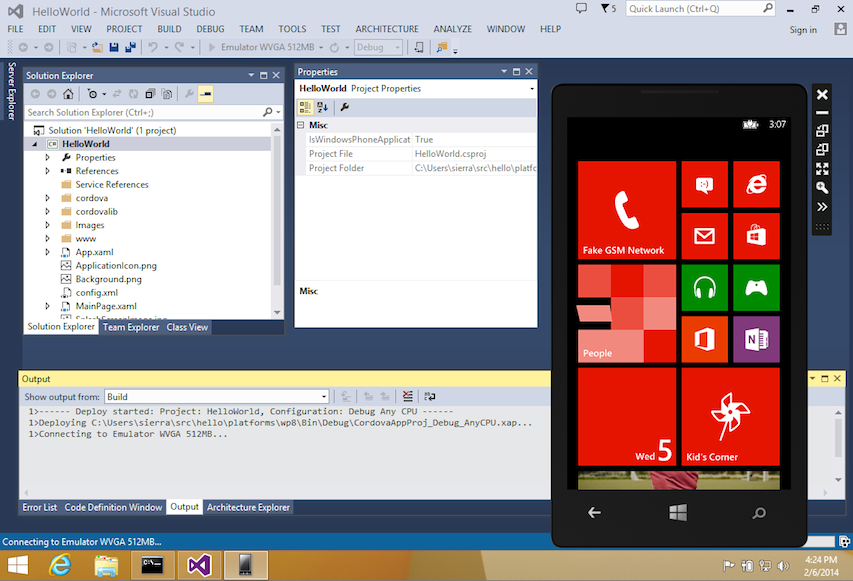 HelloWorld - Microsoft Visual Studio
5
Quick Launch (Ctrl+Q)
FILE EDIT VIEW PROJECT BUILD DEBUG TEAM TOOLS TEST ARCHITECTURE ANALYZE WINDOW HELP
Sign in
Emulator WVGA 512MB
Debug
Server Explorer
Solution Explorer
Search Solution Explorer (Ctrl+;)
Solution 'HelloWorld' (1 project)
C#
HelloWorld
Properties
References
Service References
cordova
cordovalib
Images
www
App.xaml
ApplicationIcon.png
Background.png
config.xml
MainPage.xaml
SplashScreenImage.jpg
Solution Explorer Team Explorer Class View
Properties
HelloWorld Project Properties
Misc
IsWindowsPhoneApplicat True
Project File HelloWorld.csproj
Project Folder C:\Users\sierra\src\hello\platfo
Misc
3:07
Fake GSM Network
People
Wed 5
Kid's Corner
Output
Show output from: Build
1>------ Deploy started: Project: HelloWorld, Configuration: Debug Any CPU ------
1>Deploying C:\Users\sierra\src\hello\platforms\wp8\Bin\Debug\CordovaAppProj_Debug_AnyCPU.xap...
1>Connecting to Emulator WVGA 512MB...
Error List Code Definition Window Output Architecture Explorer
Connecting to Emulator WVGA 512MB...
4:24 PM
2/6/2014